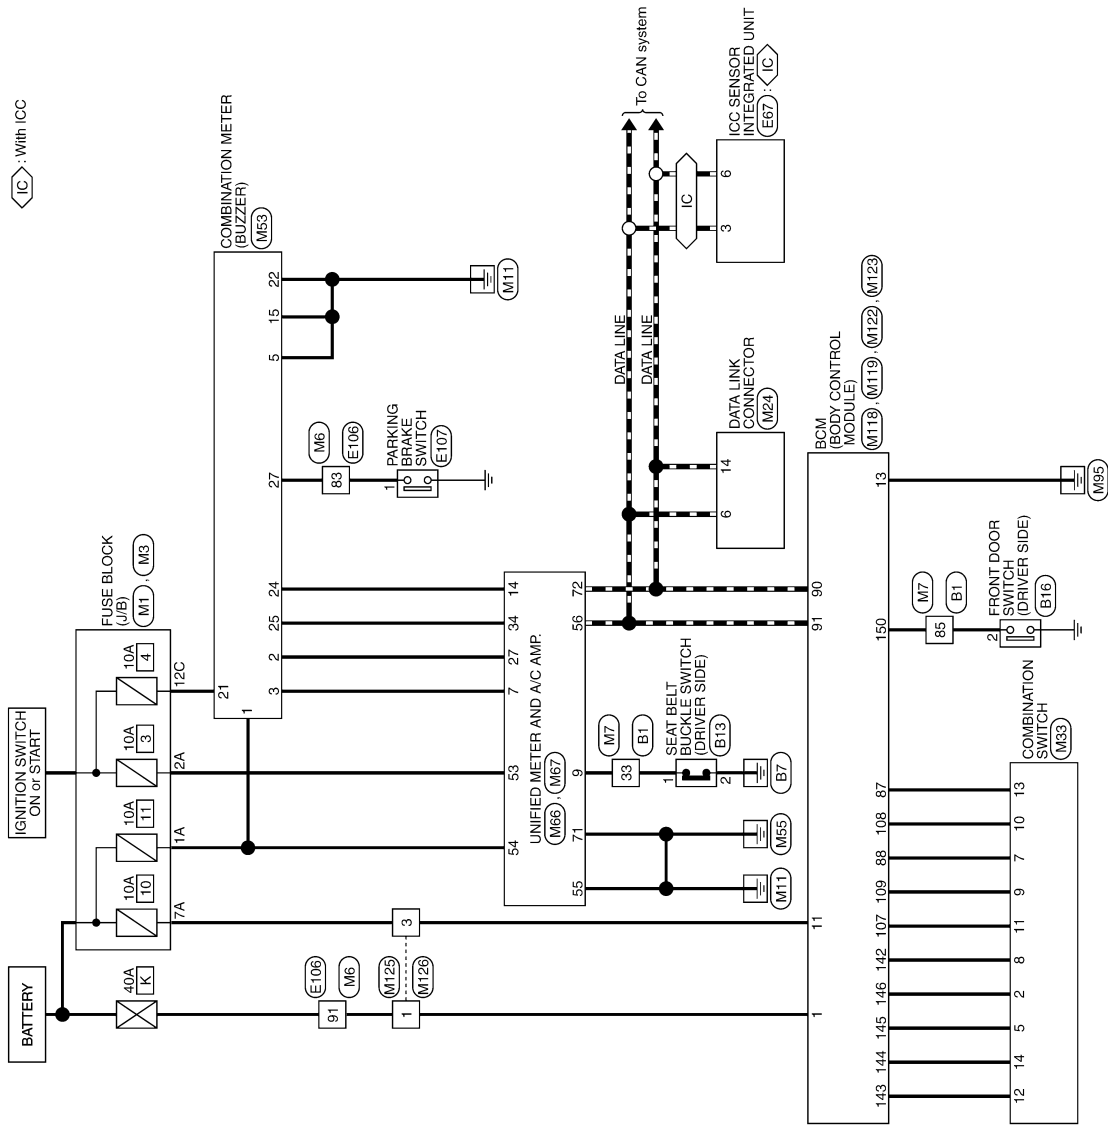 IC : With ICC
BATTERY
IGNITION SWITCH
ON or START
FUSE BLOCK
(J/B)
M1 , M3
40A
K
10A
10
10A
11
10A
3
10A
4
7A
1A
2A
12C
COMBINATION METER
(BUZZER)
M53
1
21
3
2
25
24
27
5
15
22
M11
E106
M6
91
M125
M126
1
3
M6
E106
83
1
PARKING
BRAKE
SWITCH
E107
54
53
7
27
34
14
UNIFIED METER AND A/C AMP.
M66 , M67
55
71
9
56
72
M11
M55
M7
B1
33
1
2
SEAT BELT
BUCKLE SWITCH
(DRIVER SIDE)
B13
B7
DATA LINE
DATA LINE
To CAN system
6
14
DATA LINK
CONNECTOR
M24
IC
3
6
ICC SENSOR
INTEGRATED UNIT
E67 : IC
BCM
(BODY CONTROL
MODULE)
M118 , M119 , M122 , M123
1
11
91
90
143
144
145
146
142
107
109
88
108
87
150
13
12
14
5
2
8
11
9
7
10
13
COMBINATION
SWITCH
M33
M7
B1
85
2
FRONT DOOR
SWITCH
(DRIVER SIDE)
B16
M95